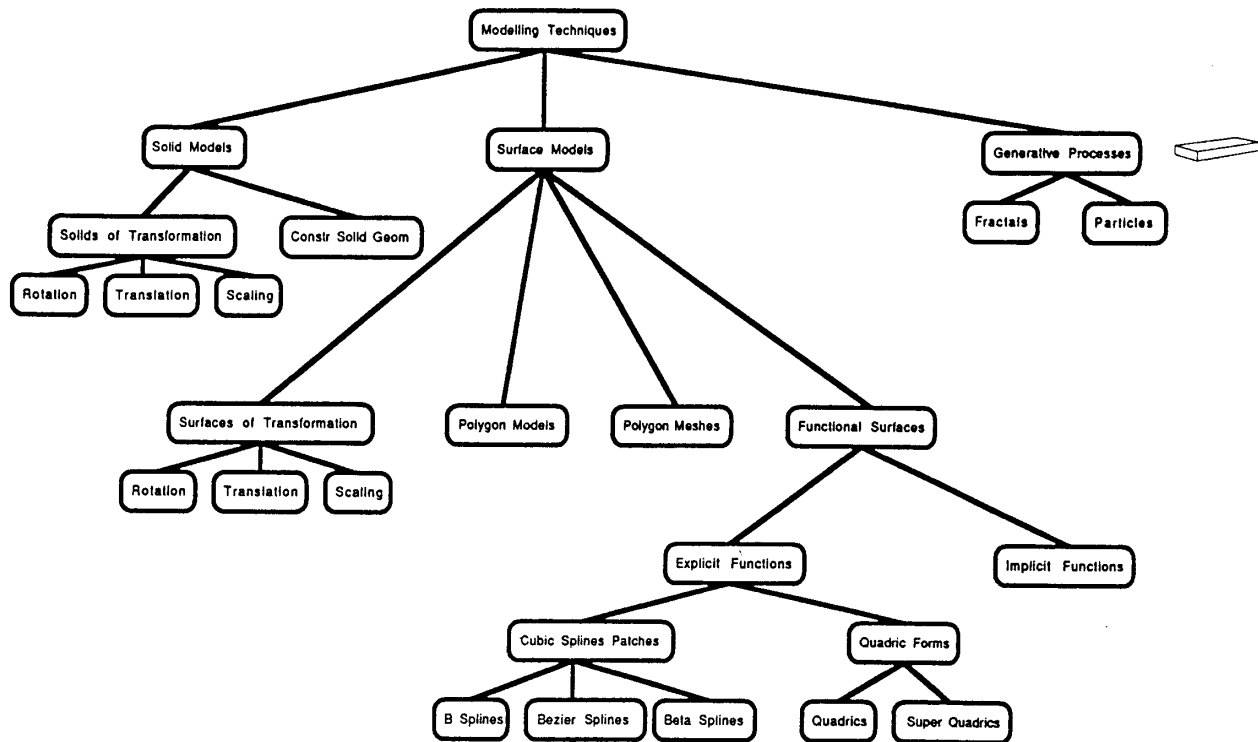 Modelling Techniques
Solid Models
Surface Models
Generative Processes
Solids of Transformation
Constr Solid Geom
Fractals
Particles
Rotation
Translation
Scaling
Surfaces of Transformation
Polygon Models
Polygon Meshes
Functional Surfaces
Rotation
Translation
Scaling
Explicit Functions
Implicit Functions
Cubic Splines Patches
Quadric Forms
B Splines
Bezier Splines
Beta Splines
Quadrics
Super Quadrics